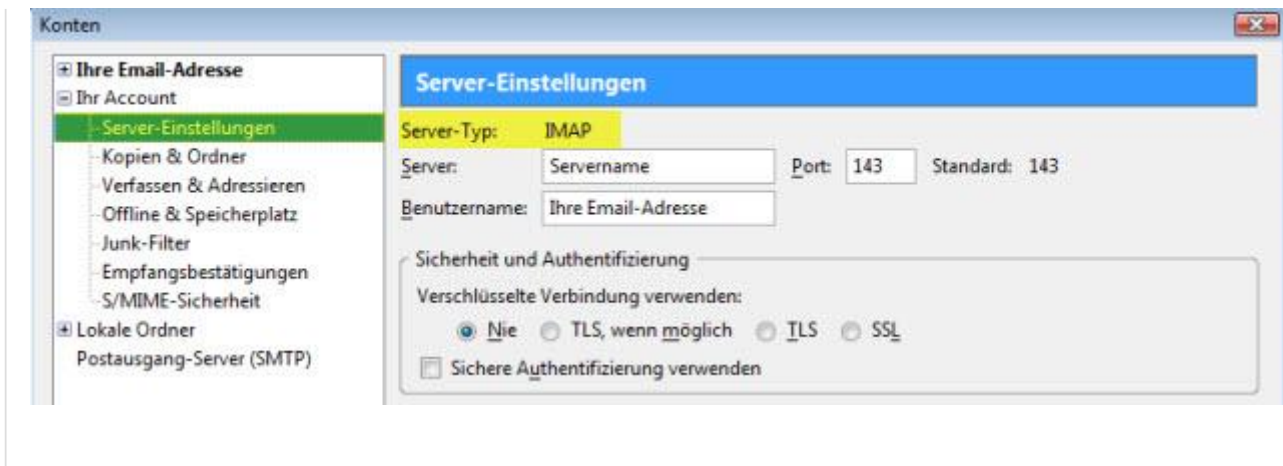 Konten
Ihre Email-Adresse
Ihr Account
Server-Einstellungen
Kopien & Ordner
Verfassen & Adressieren
Offline & Speicherplatz
Junk-Filter
Empfangsbestätigungen
S/MIME-Sicherheit
Lokale Ordner
Postausgang-Server (SMTP)
Server-Einstellungen
Server-Typ: IMAP
Server: Servername Port: 143 Standard: 143
Benutzername: Ihre Email-Adresse
Sicherheit und Authentifizierung
Verschlüsselte Verbindung verwenden:
Nie TLS, wenn möglich TLS SSL
Sichere Authentifizierung verwenden